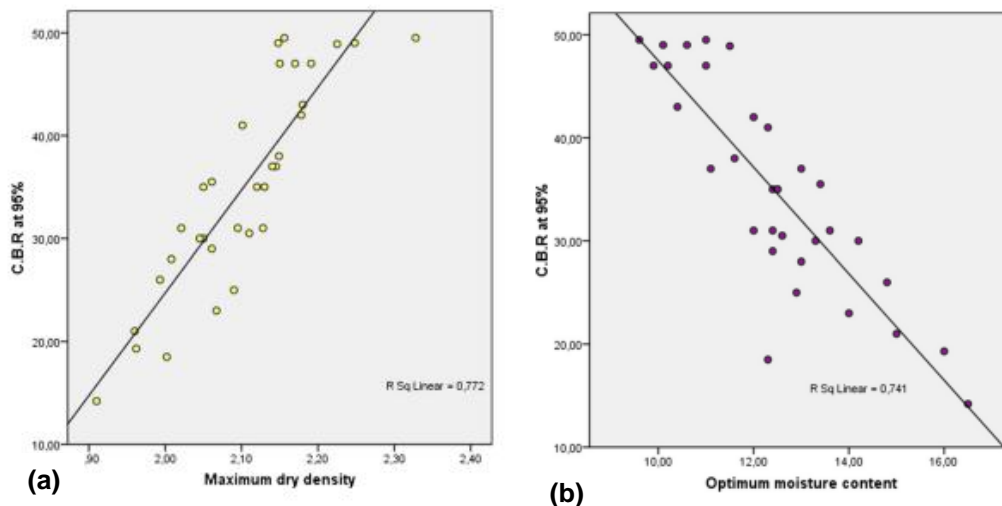 C.B.R at 95%
50,00
40,00
30,00
20,00
10,00
R Sq Linear = 0,772
,90
2,00
2,10
2,20
2,30
2,40
Maximum dry density
(a)
C.B.R at 95%
50,00
40,00
30,00
20,00
10,00
R Sq Linear = 0,741
10,00
12,00
14,00
16,00
Optimum moisture content
(b)